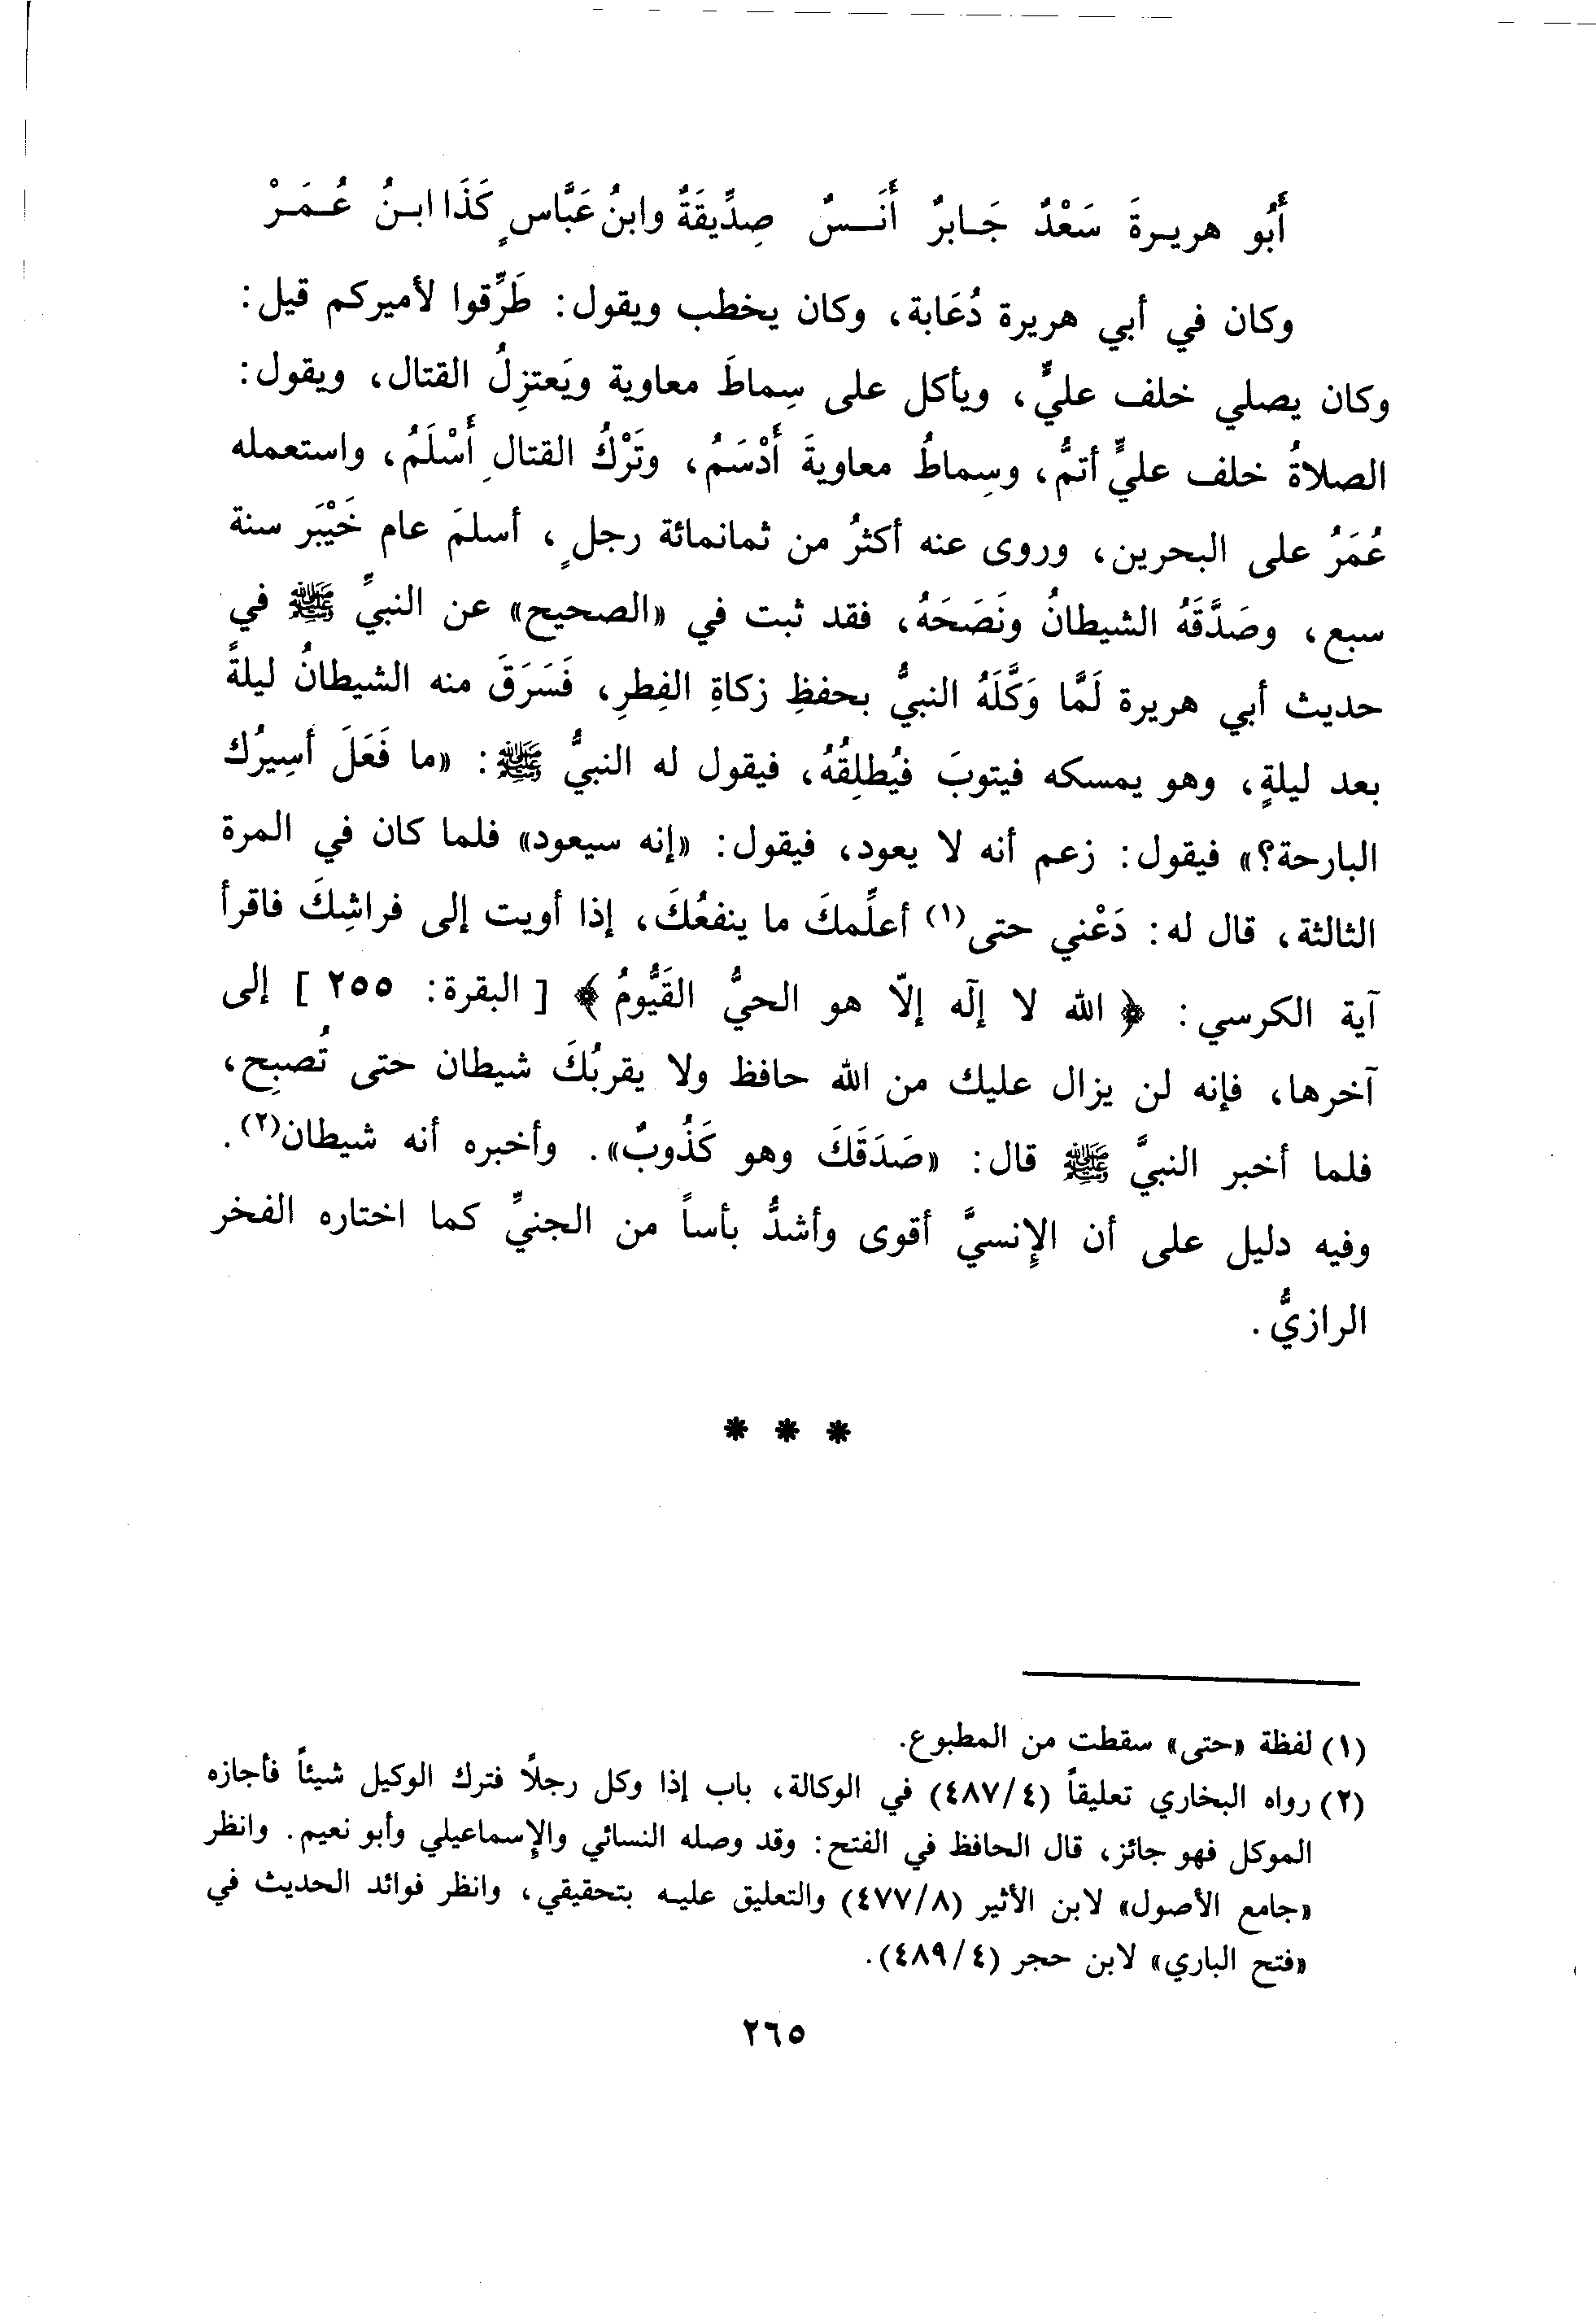 أَبُو هريرةَ سَعْدٌ جَابرٌ أَنَسٌ صِدِّيقَةٌ وابنُ عَبَّاسٍ كَذَا ابنُ عُمَرْ
وكان في أبي هريرة دُعَابة، وكان يخطب ويقول: طَرِّقوا لأميركم قيل:
وكان يصلي خلف عليٍّ، ويأكل على سِماطَ معاوية ويَعتزِلُ القتال، ويقول:
الصلاةُ خلف عليٍّ أتمُّ، وسِماطُ معاويةَ أَدْسَمُ، وتَرْكُ القتالِ أَسْلَمُ، واستعمله
عُمَرُ على البحرين، وروى عنه أكثرُ من ثمانمائة رجلٍ، أسلمَ عام خَيْبَر سنة
سبع، وصَدَّقَهُ الشيطانُ ونَصَحَهُ، فقد ثبت في «الصحيح» عن النبيِّ ﷺ في
حديث أبي هريرة لَمَّا وَكَّلَهُ النبيُّ بحفظِ زكاةِ الفِطرِ، فَسَرَقَ منه الشيطانُ ليلةً
بعد ليلةٍ، وهو يمسكه فيتوبَ فيُطلِقُهُ، فيقول له النبيُّ ﷺ: «ما فَعَلَ أسِيرُك
البارحة؟» فيقول: زعم أنه لا يعود، فيقول: «إنه سيعود» فلما كان في المرة
الثالثة، قال له: دَعْني حتى(١) أعلِّمكَ ما ينفعُكَ، إذا أويت إلى فراشِكَ فاقرأ
آية الكرسي: ﴿ الله لا إلٓه إلاّ هو الحيُّ القَيُّومُ ﴾ [ البقرة: ٢٥٥ ] إلى
آخرها، فإنه لن يزال عليك من الله حافظ ولا يقربُكَ شيطان حتى تُصبِح،
فلما أخبر النبيَّ ﷺ قال: «صَدَقَكَ وهو كَذُوبٌ». وأخبره أنه شيطان(٢).
وفيه دليل على أن الإنسيَّ أقوى وأشدُّ بأساً من الجنيِّ كما اختاره الفخر
الرازيُّ.
* * *
(١) لفظة «حتى» سقطت من المطبوع.
(٢) رواه البخاري تعليقاً (٤/ ٤٨٧) في الوكالة، باب إذا وكل رجلاً فترك الوكيل شيئاً فأجازه
الموكل فهو جائز، قال الحافظ في الفتح: وقد وصله النسائي والإسماعيلي وأبو نعيم. وانظر
«جامع الأصول» لابن الأثير (٨/ ٤٧٧) والتعليق عليه بتحقيقي، وانظر فوائد الحديث في
«فتح الباري» لابن حجر (٤/ ٤٨٩).
٢٦٥